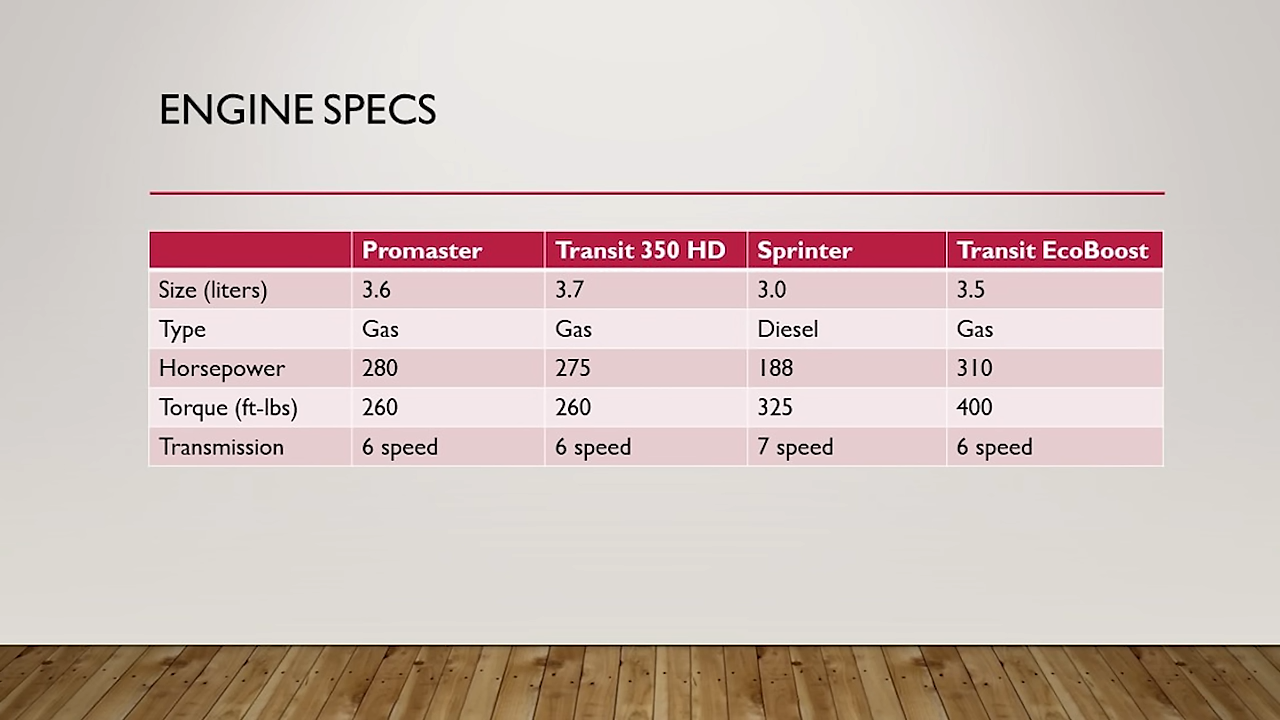 ENGINE SPECS
Promaster Transit 350 HD Sprinter Transit EcoBoost
Size (liters) 3.6 3.7 3.0 3.5
Type Gas Gas Diesel Gas
Horsepower 280 275 188 310
Torque (ft-lbs) 260 260 325 400
Transmission 6 speed 6 speed 7 speed 6 speed